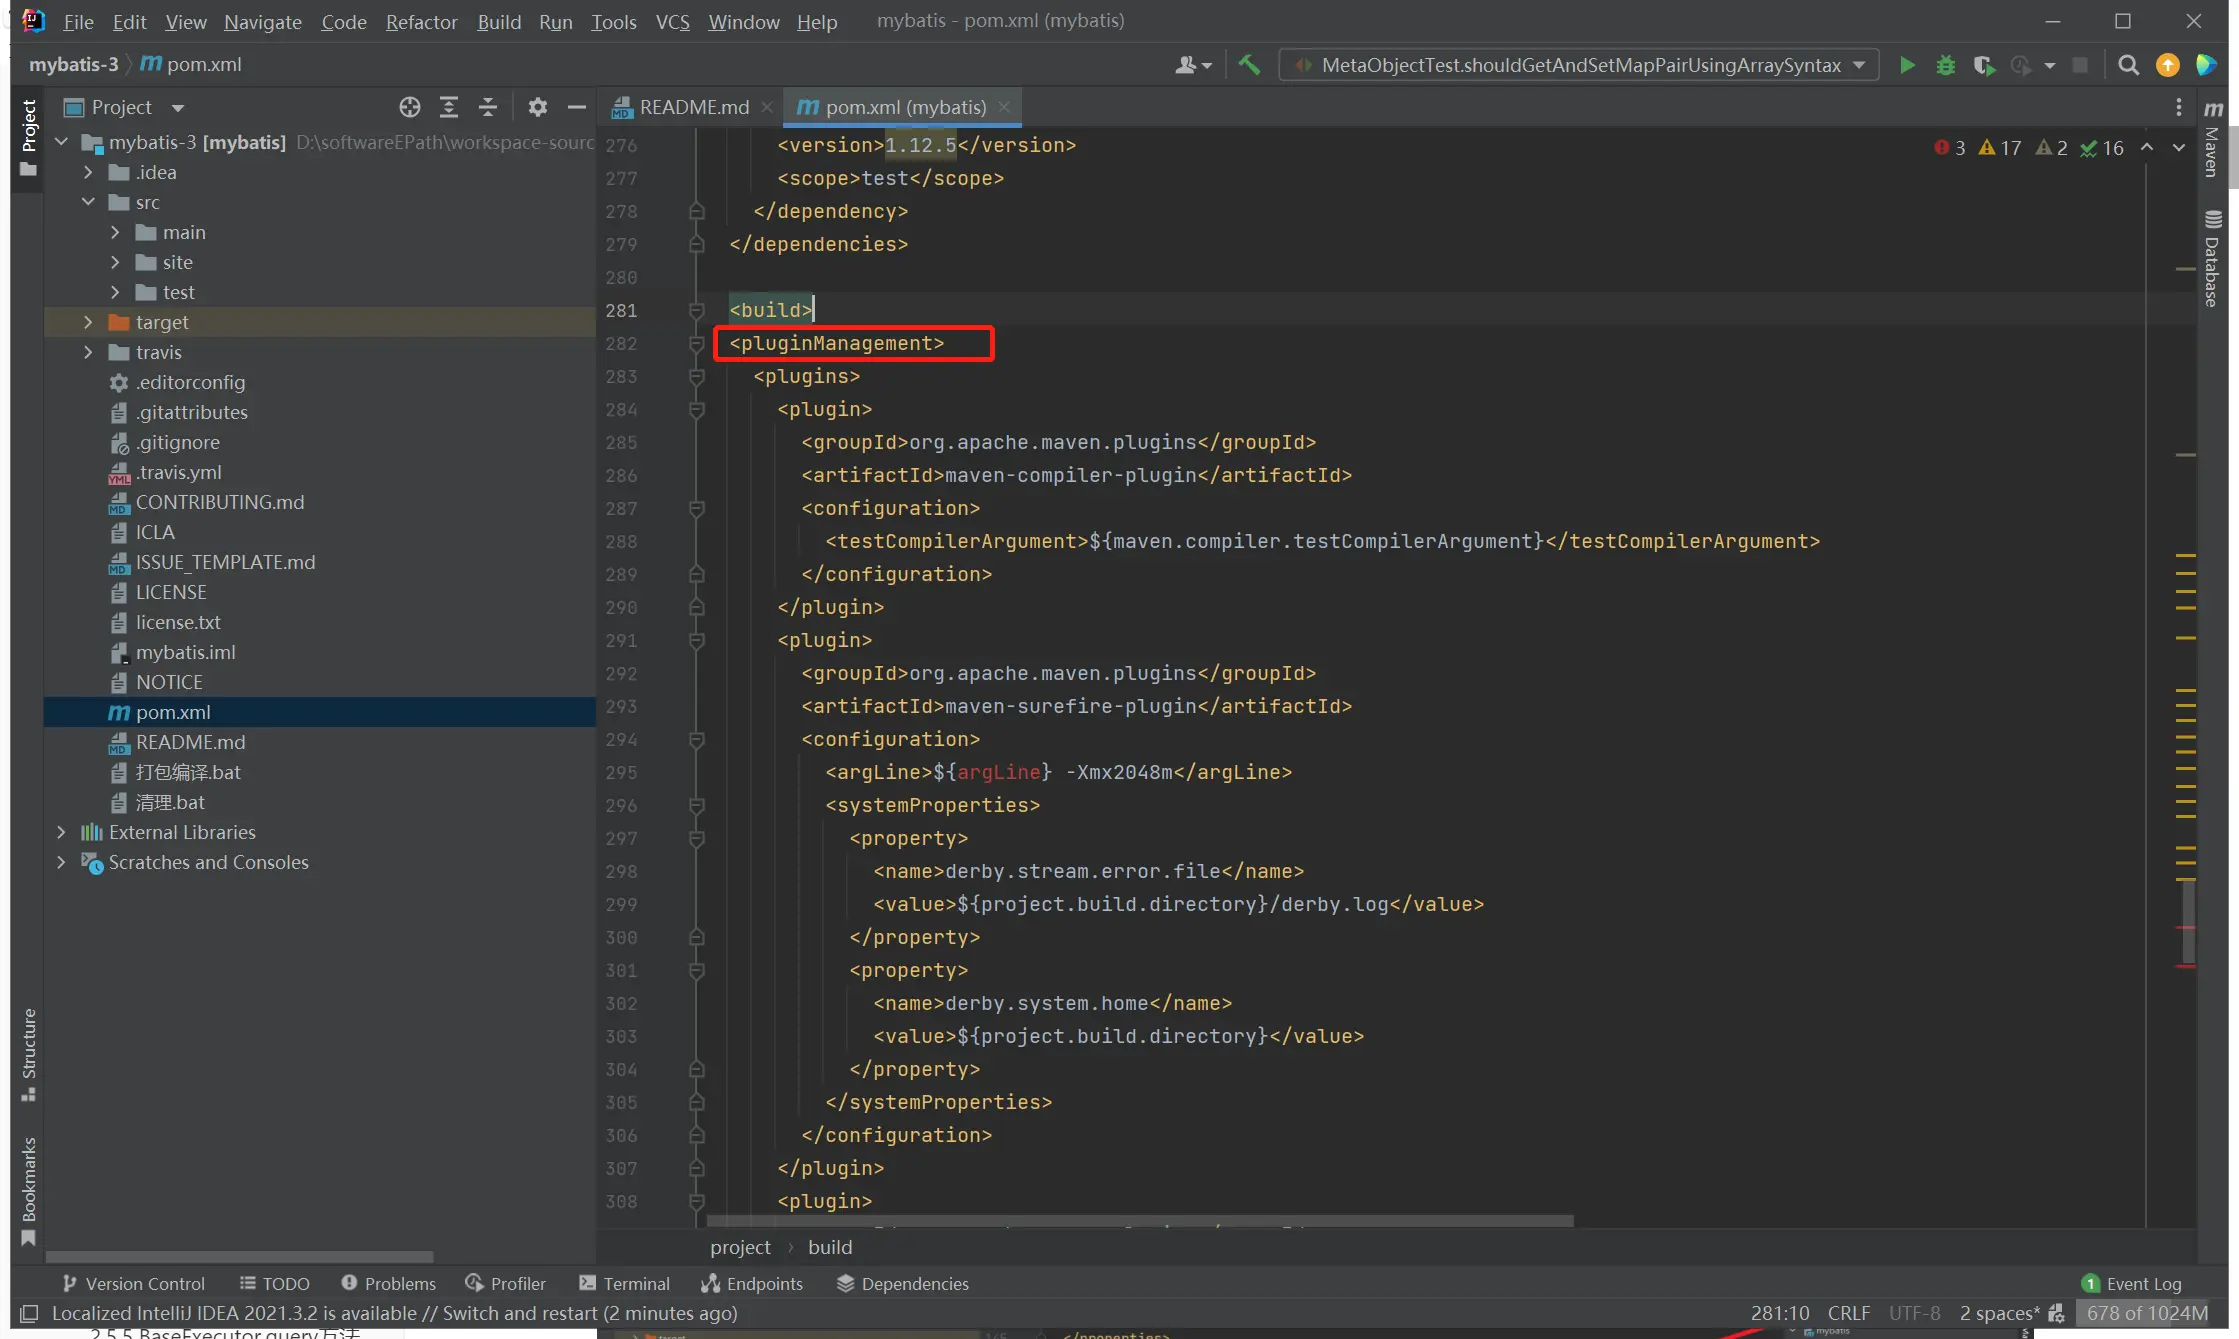 File Edit View Navigate Code Refactor Build Run Tools VCS Window Help mybatis - pom.xml (mybatis)
mybatis-3 pom.xml
MetaObjectTest.shouldGetAndSetMapPairUsingArraySyntax
Project
README.md
pom.xml (mybatis)
3 17 2 16
Project
Structure
Bookmarks
Maven
Database
mybatis-3 [mybatis] D:\softwareEPath\workspace-sourc
.idea
src
main
site
test
target
travis
.editorconfig
.gitattributes
.gitignore
.travis.yml
CONTRIBUTING.md
ICLA
ISSUE_TEMPLATE.md
LICENSE
license.txt
mybatis.iml
NOTICE
pom.xml
README.md
打包编译.bat
清理.bat
External Libraries
Scratches and Consoles
276 <version>1.12.5</version>
277 <scope>test</scope>
278 </dependency>
279 </dependencies>
280
281 <build>
282 <pluginManagement>
283 <plugins>
284 <plugin>
285 <groupId>org.apache.maven.plugins</groupId>
286 <artifactId>maven-compiler-plugin</artifactId>
287 <configuration>
288 <testCompilerArgument>${maven.compiler.testCompilerArgument}</testCompilerArgument>
289 </configuration>
290 </plugin>
291 <plugin>
292 <groupId>org.apache.maven.plugins</groupId>
293 <artifactId>maven-surefire-plugin</artifactId>
294 <configuration>
295 <argLine>${argLine} -Xmx2048m</argLine>
296 <systemProperties>
297 <property>
298 <name>derby.stream.error.file</name>
299 <value>${project.build.directory}/derby.log</value>
300 </property>
301 <property>
302 <name>derby.system.home</name>
303 <value>${project.build.directory}</value>
304 </property>
305 </systemProperties>
306 </configuration>
307 </plugin>
308 <plugin>
project build
Version Control TODO Problems Profiler Terminal Endpoints Dependencies 1 Event Log
Localized IntelliJ IDEA 2021.3.2 is available // Switch and restart (2 minutes ago) 281:10 CRLF UTF-8 2 spaces* 678 of 1024M
2.5.5 BaseExecutor.query方法